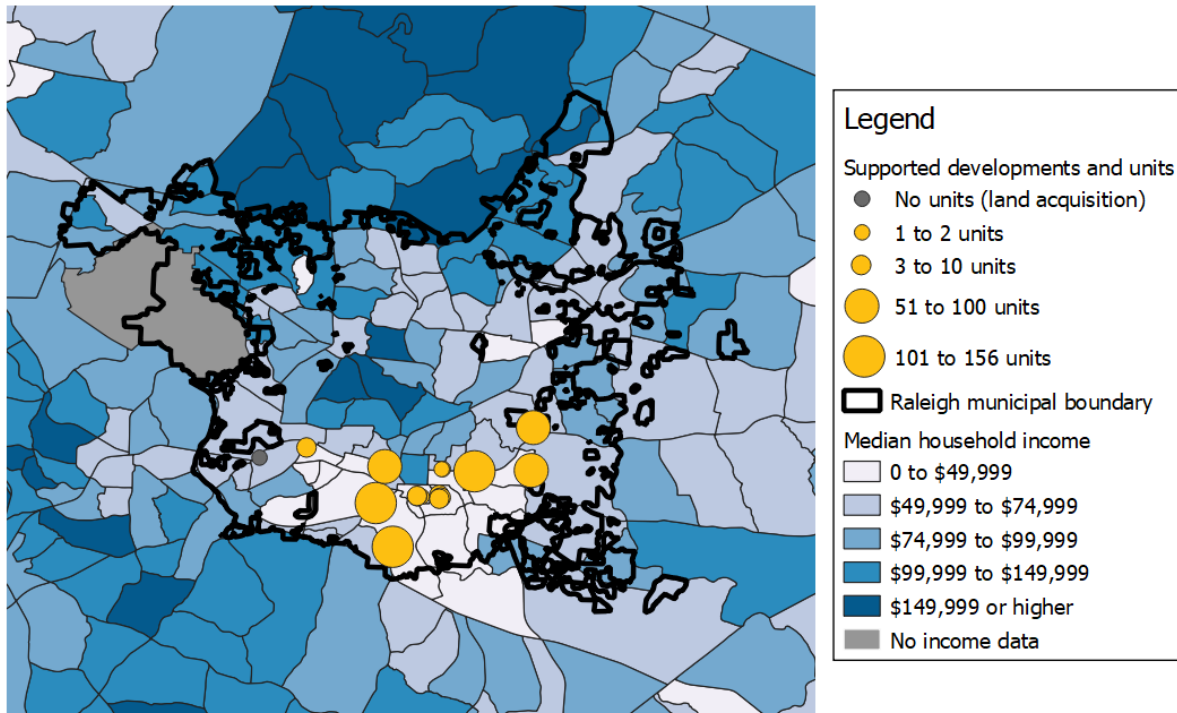 Legend
Supported developments and units
No units (land acquisition)
1 to 2 units
3 to 10 units
51 to 100 units
101 to 156 units
Raleigh municipal boundary
Median household income
0 to $49,999
$49,999 to $74,999
$74,999 to $99,999
$99,999 to $149,999
$149,999 or higher
No income data